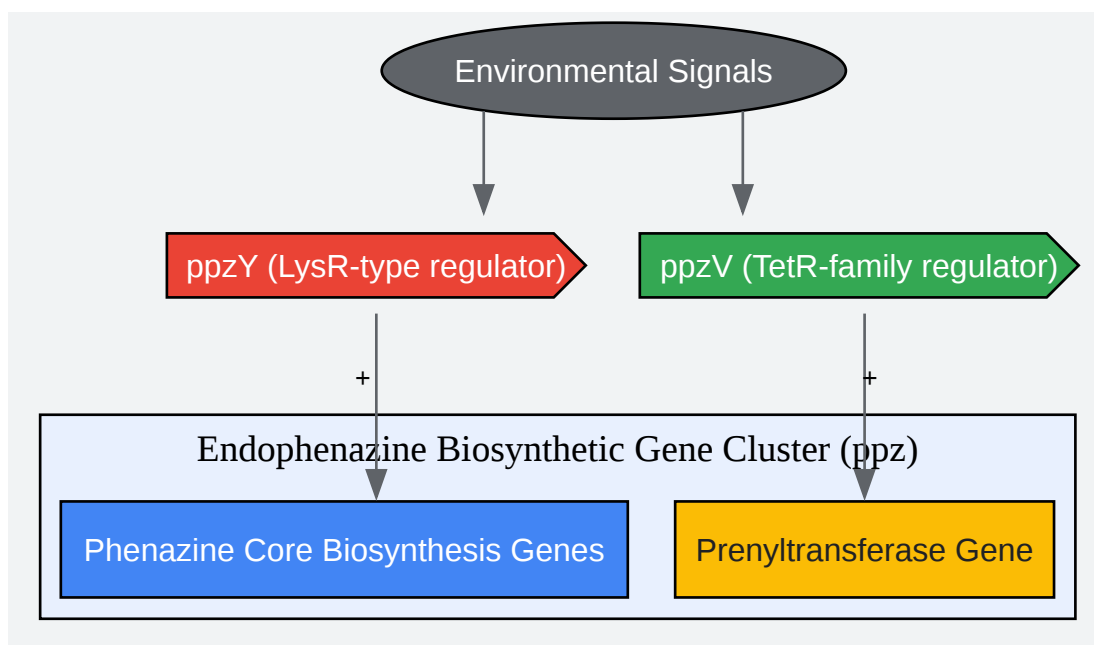 Environmental Signals
ppzY (LysR-type regulator)
ppzV (TetR-family regulator)
+
+
Endophenazine Biosynthetic Gene Cluster (ppz)
Phenazine Core Biosynthesis Genes
Prenyltransferase Gene